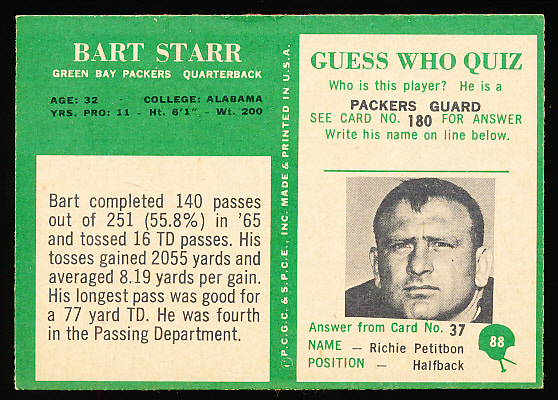 BART STARR
GREEN BAY PACKERS QUARTERBACK
AGE: 32 - COLLEGE: ALABAMA
YRS. PRO: 11 - Ht. 6'1" - Wt. 200
Bart completed 140 passes
out of 251 (55.8%) in '65
and tossed 16 TD passes. His
tosses gained 2055 yards and
averaged 8.19 yards per gain.
His longest pass was good for
a 77 yard TD. He was fourth
in the Passing Department.
© P.C.G.C. & S.P.C.E., INC. MADE & PRINTED IN U.S.A.
GUESS WHO QUIZ
Who is this player? He is a
PACKERS GUARD
SEE CARD NO. 180 FOR ANSWER
Write his name on line below.
Answer from Card No. 37
NAME — Richie Petitbon
POSITION — Halfback
88